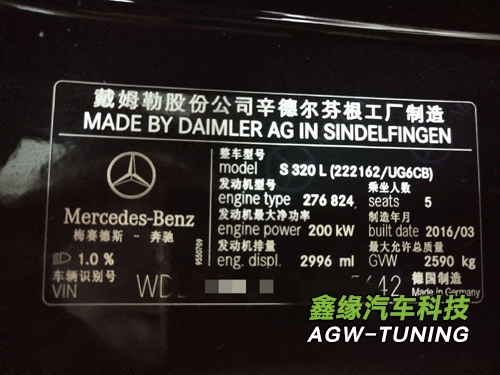 戴姆勒股份公司辛德尔芬根工厂制造
MADE BY DAIMLER AG IN SINDELFINGEN
整车型号
model S 320 L (222162/UG6CB)
发动机型号 乘坐人数
engine type 276 824 seats 5
发动机最大净功率 制造年月
engine power 200 kW built date 2016/03
发动机排量 最大允许总质量
eng. displ. 2996 ml GVW 2590 kg
Mercedes-Benz
梅赛德斯 - 奔驰
1.0 %
9550709
车辆识别号
VIN WD 5642
德国制造
Made in Germany
鑫缘汽车科技
AGW-TUNING